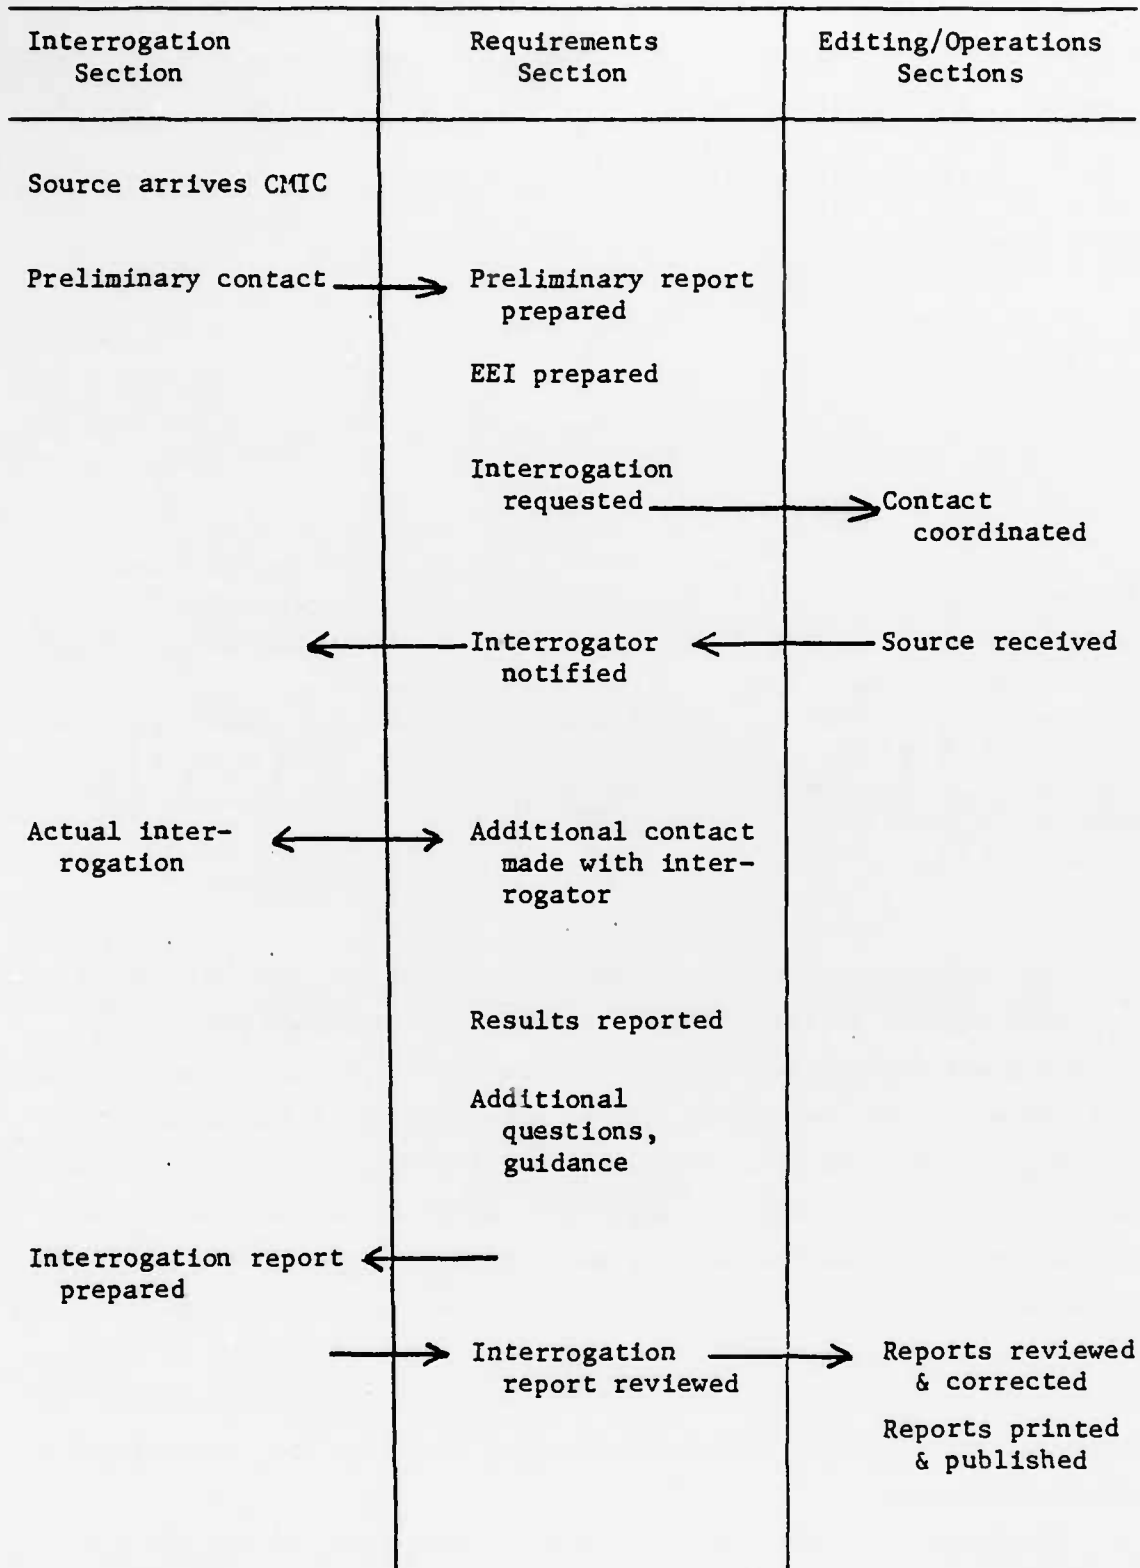 Interrogation
Section
Requirements
Section
Editing/Operations
Sections
Source arrives CMIC
Preliminary contact
Preliminary report
prepared
EEI prepared
Interrogation
requested
Contact
coordinated
Interrogator
notified
Source received
Actual inter-
rogation
Additional contact
made with inter-
rogator
Results reported
Additional
questions,
guidance
Interrogation report
prepared
Interrogation
report reviewed
Reports reviewed
& corrected
Reports printed
& published